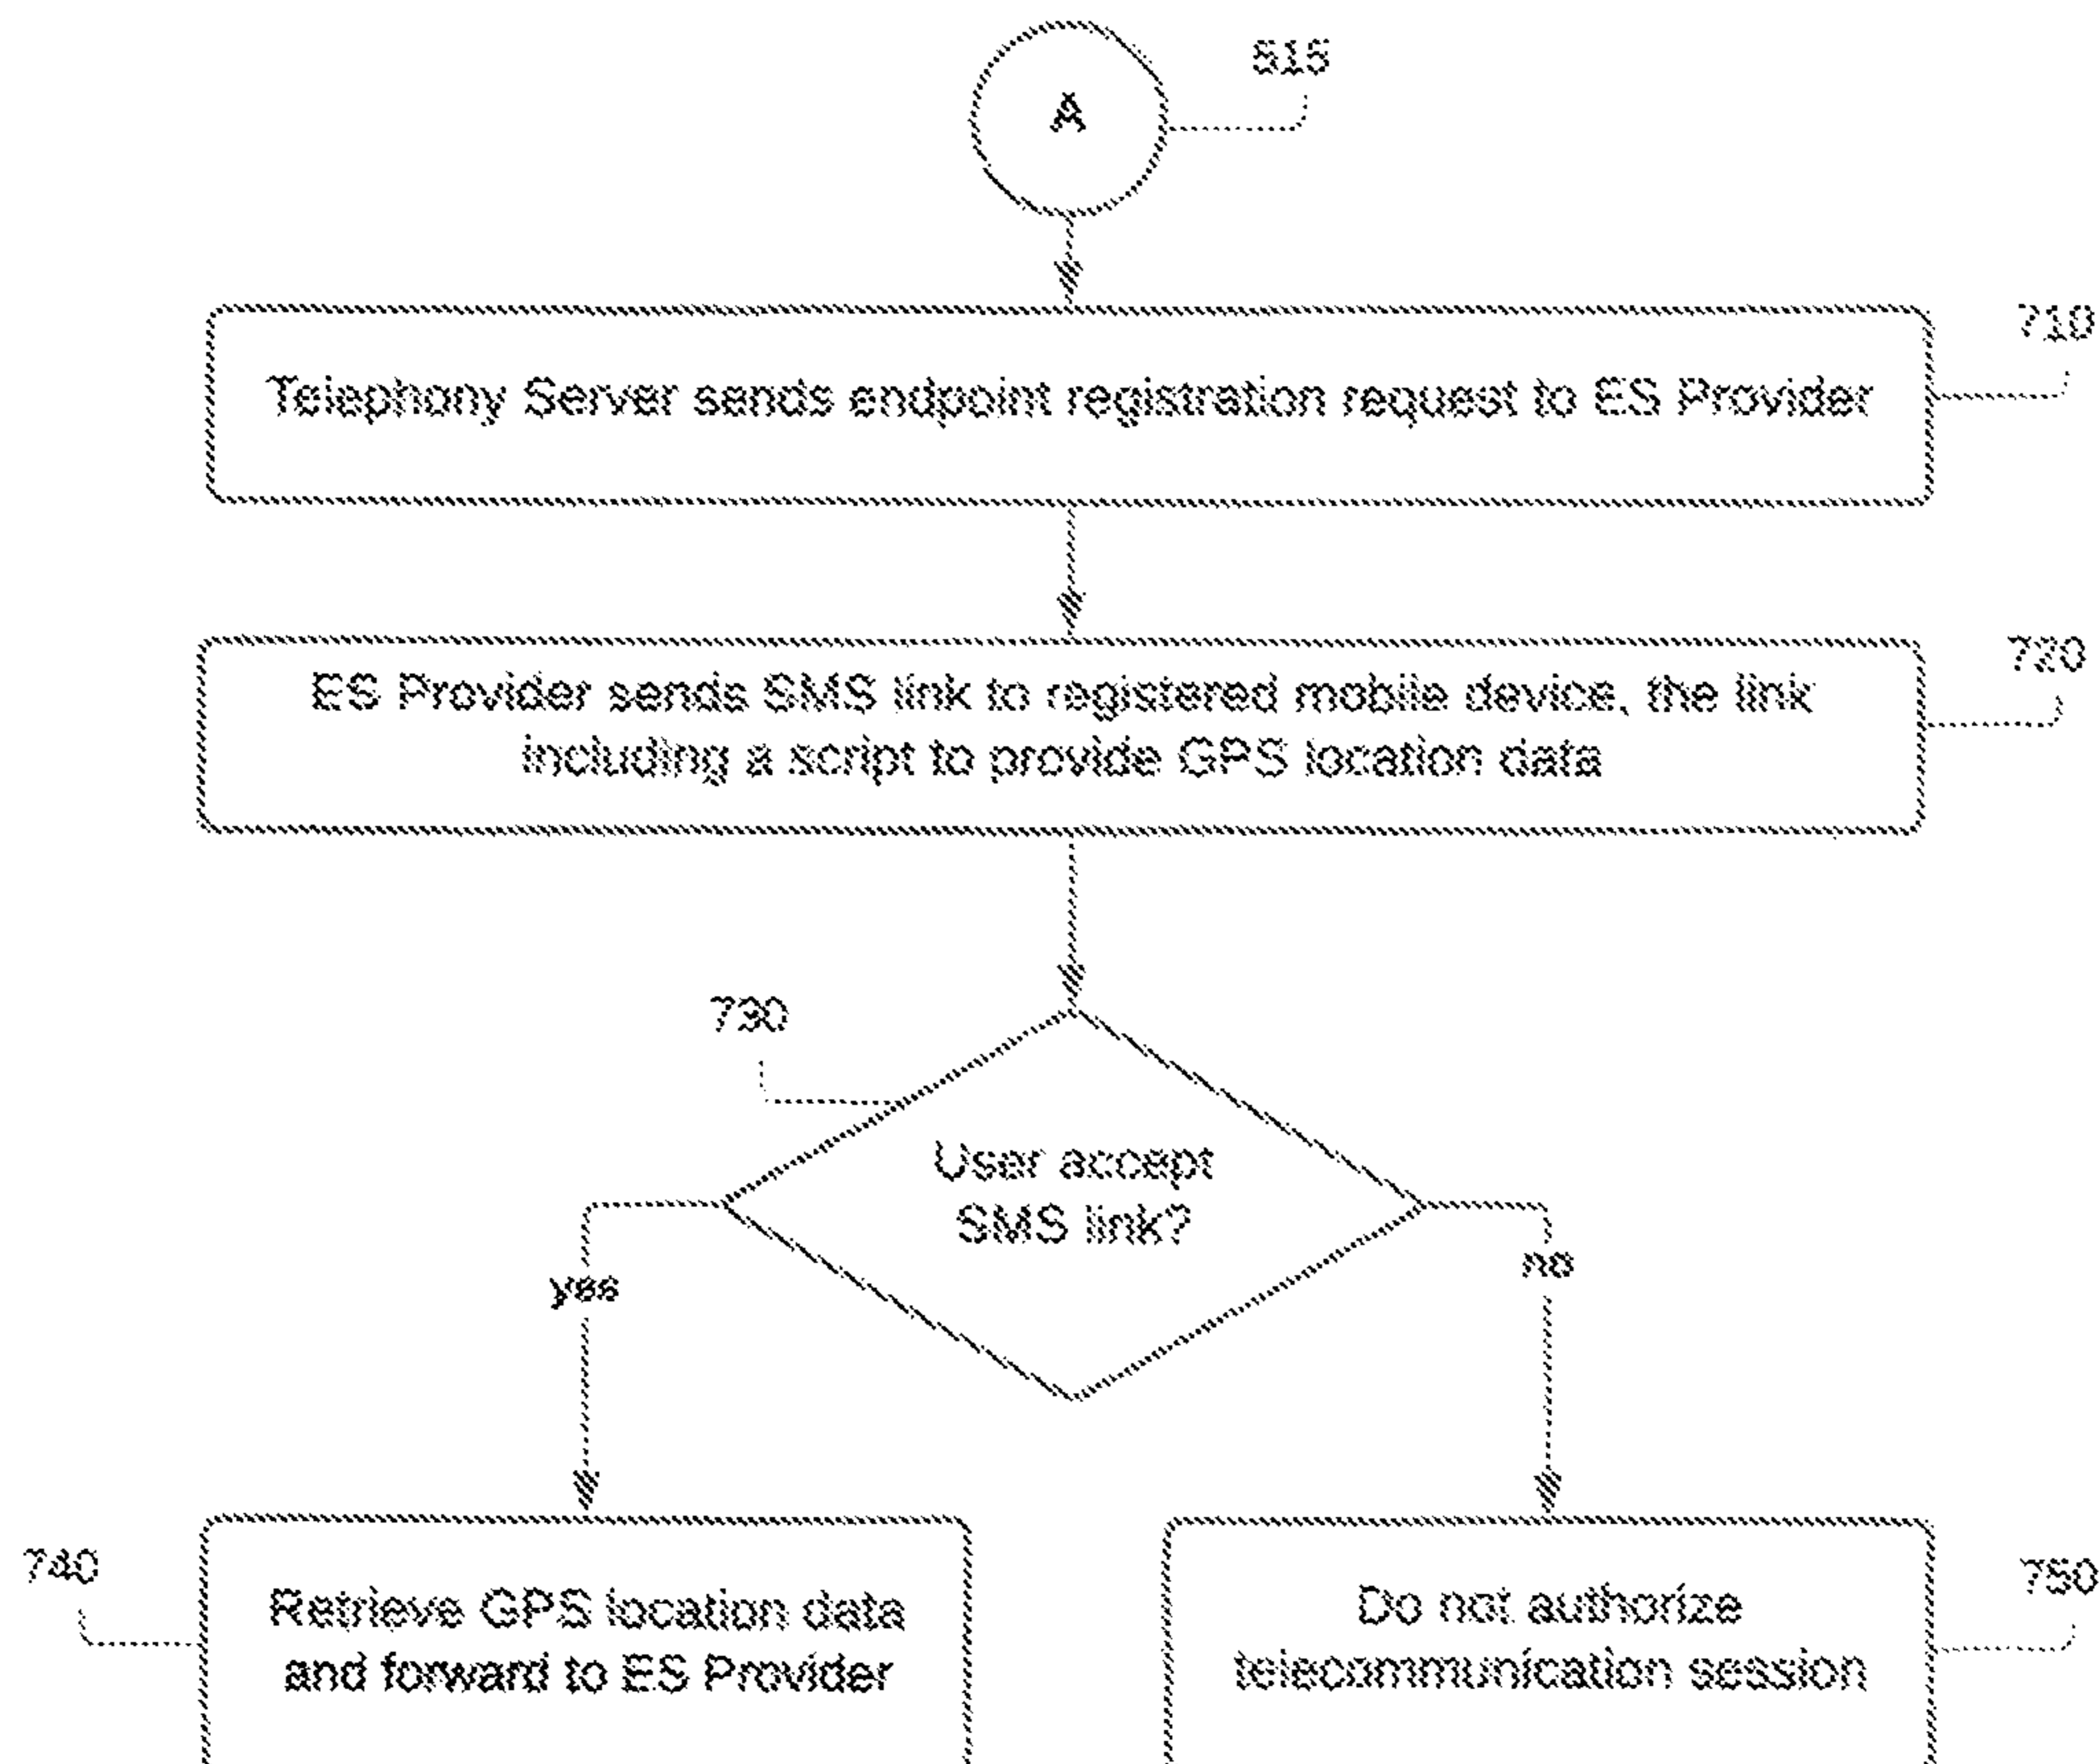 A
515
710
Telephony Server sends endpoint registration request to ES Provider
720
ES Provider sends SMS link to registered mobile device, the link
including a script to provide GPS location data
730
User accept
SMS link?
yes
no
740
Retrieve GPS location data
and forward to ES Provider
750
Do not authorize
telecommunication session